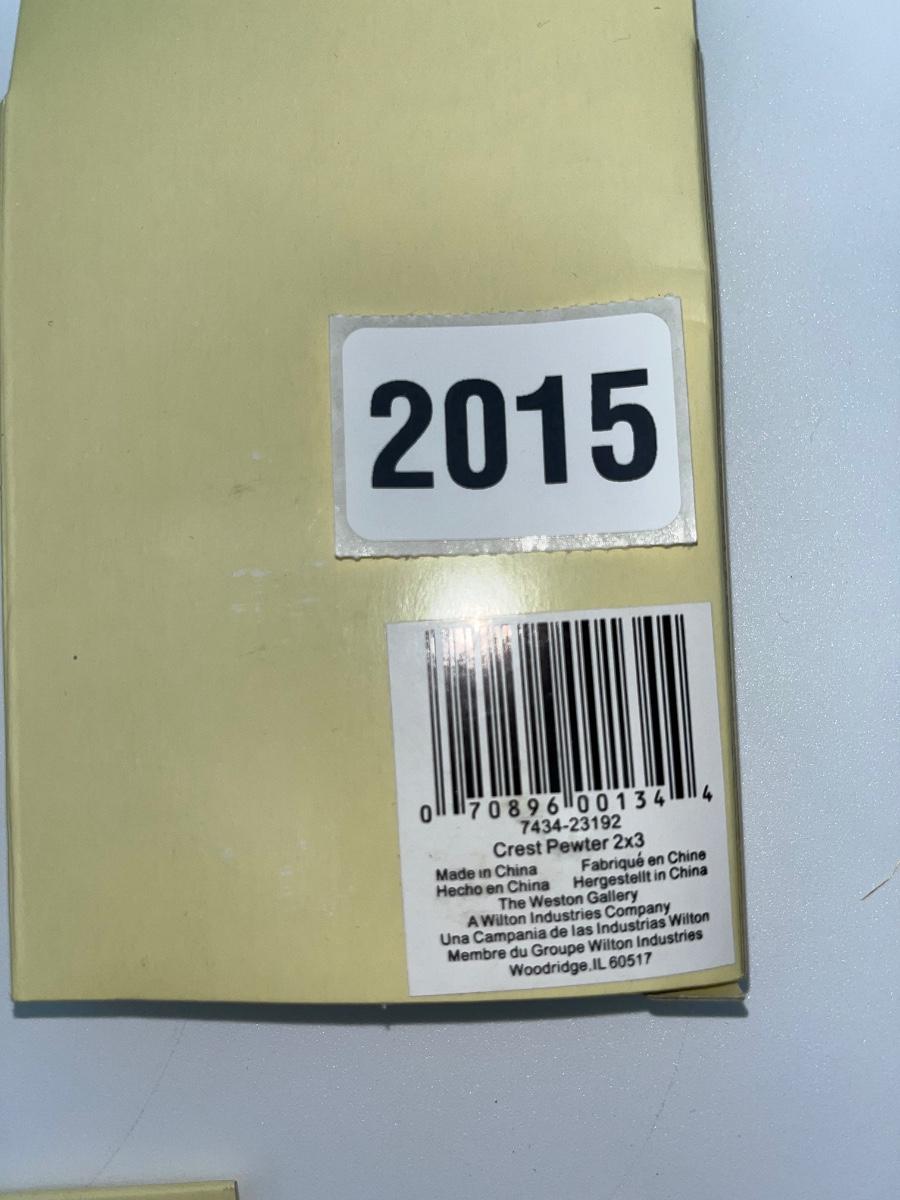 2015
0 70896 00134 4
7434-23192
Crest Pewter 2x3
Made in China Fabriqué en Chine
Hecho en China Hergestellt in China
The Weston Gallery
A Wilton Industries Company
Una Campania de las Industrias Wilton
Membre du Groupe Wilton Industries
Woodridge.IL 60517